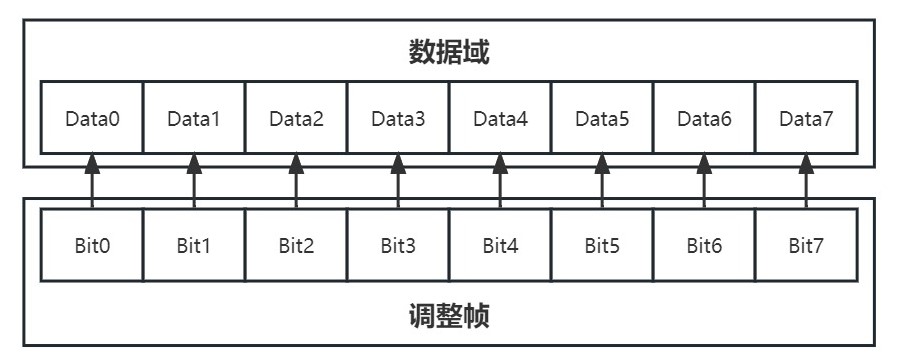 数据域
Data0 Data1 Data2 Data3 Data4 Data5 Data6 Data7
Bit0 Bit1 Bit2 Bit3 Bit4 Bit5 Bit6 Bit7
调整帧